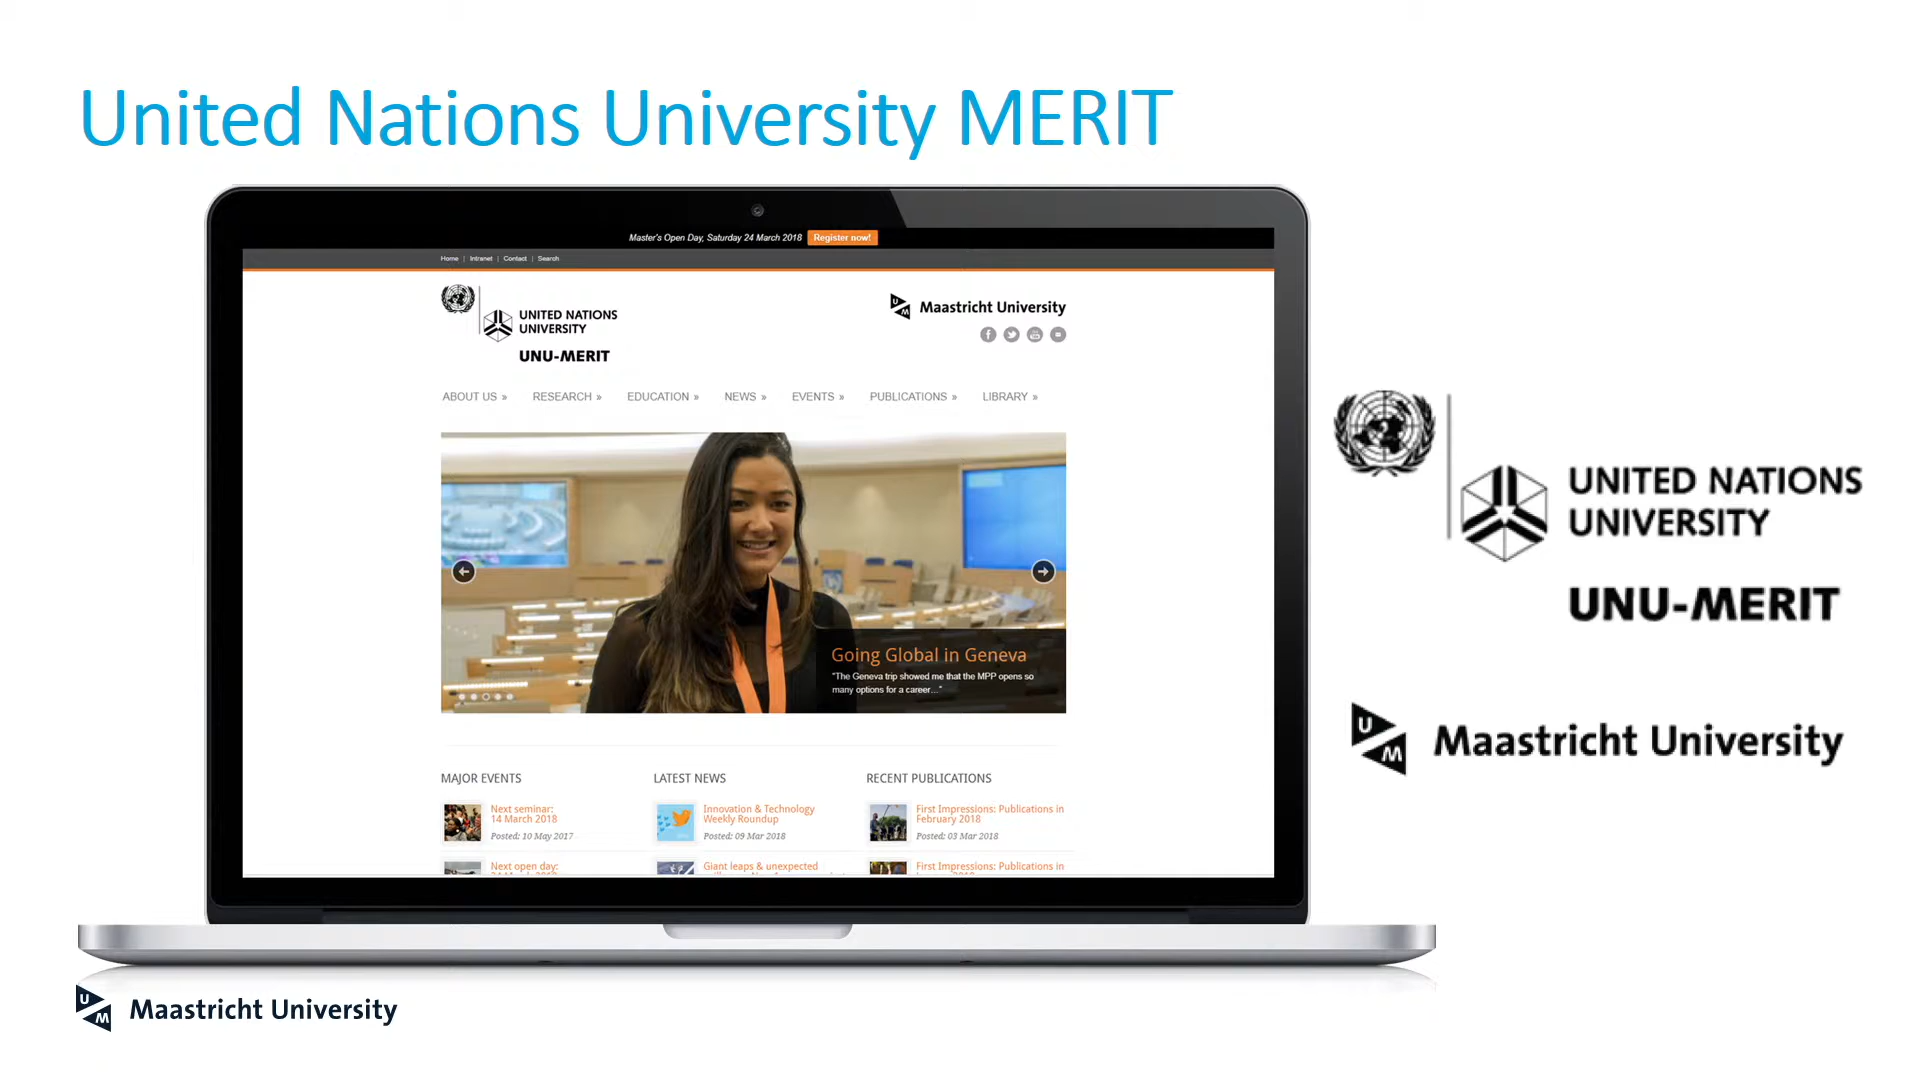 United Nations University MERIT
Master's Open Day, Saturday 24 March 2018 Register now!
Home | Intranet | Contact | Search
UNITED NATIONS
UNIVERSITY
UNU-MERIT
UM Maastricht University
ABOUT US » RESEARCH » EDUCATION » NEWS » EVENTS » PUBLICATIONS » LIBRARY »
Going Global in Geneva
"The Geneva trip showed me that the MPP opens so
many options for a career..."
MAJOR EVENTS
Next seminar:
14 March 2018
Posted: 10 May 2017
Next open day:
LATEST NEWS
Innovation & Technology
Weekly Roundup
Posted: 09 Mar 2018
Giant leaps & unexpected
RECENT PUBLICATIONS
First Impressions: Publications in
February 2018
Posted: 03 Mar 2018
First Impressions: Publications in
UNITED NATIONS
UNIVERSITY
UNU-MERIT
UM Maastricht University
UM Maastricht University